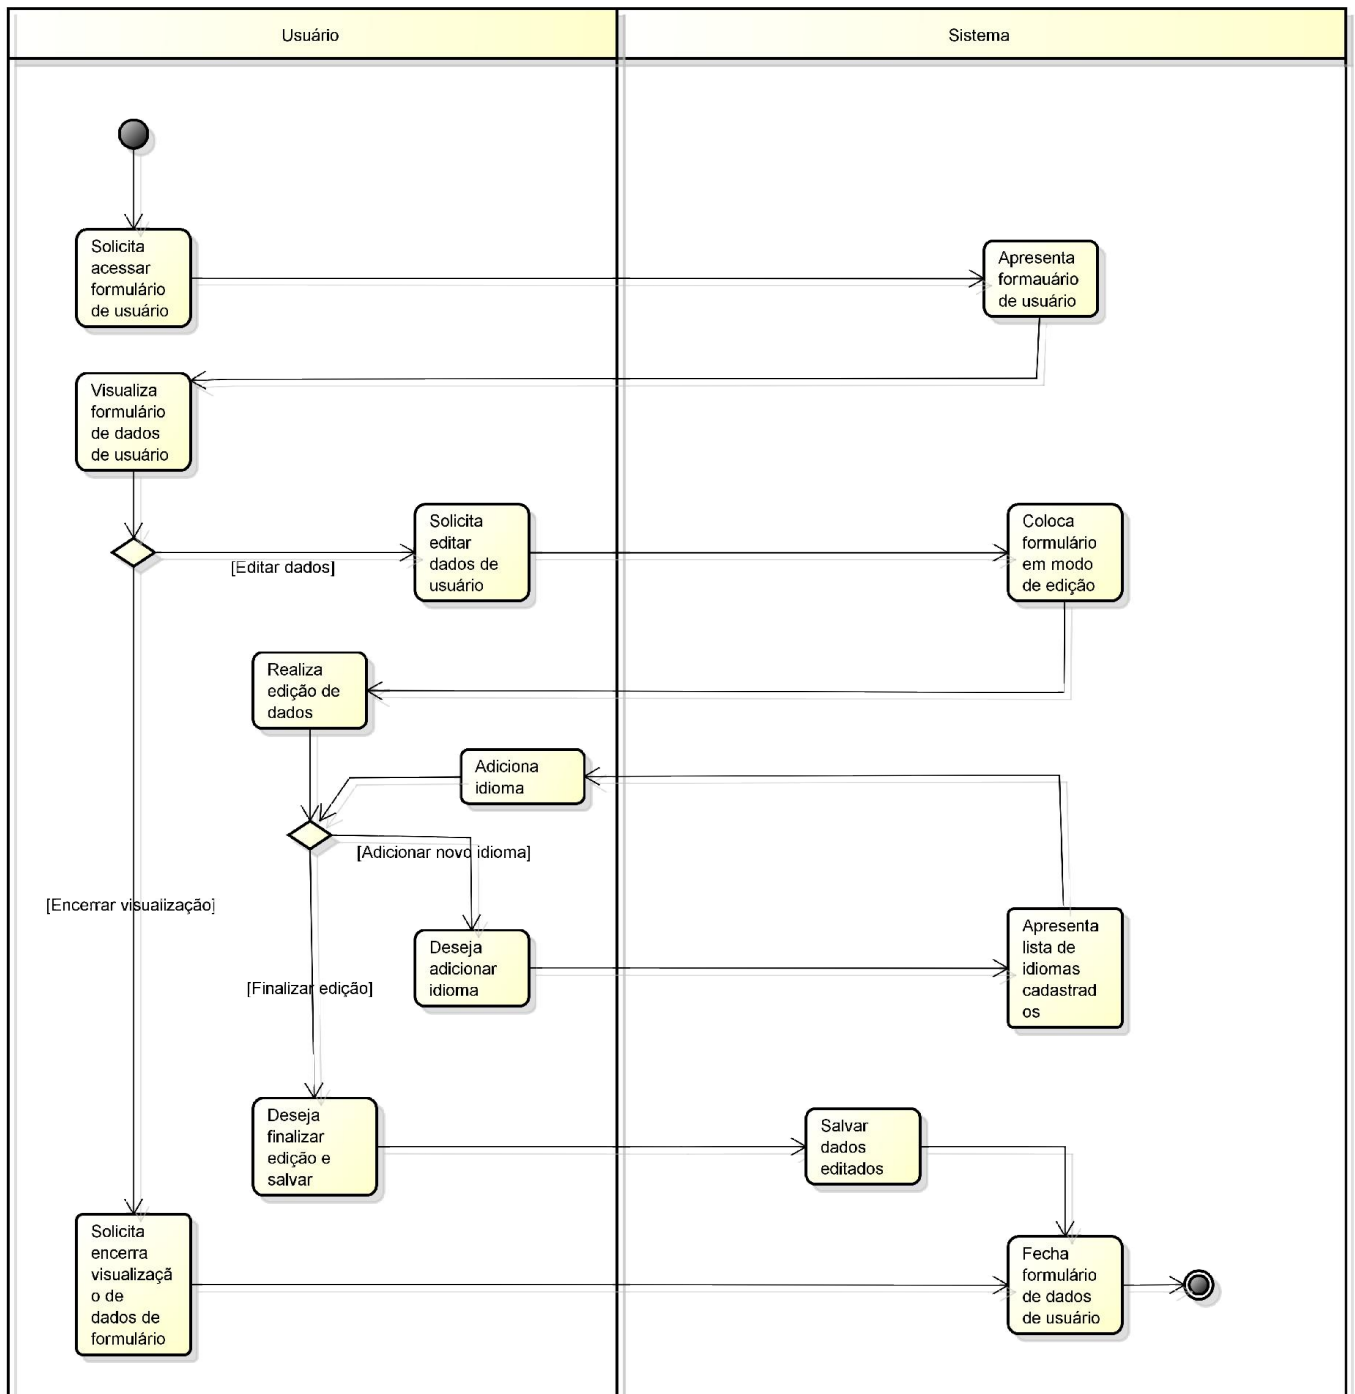 Usuário
Sistema
Solicita
acessar
formulário
de usuário
Apresenta
formauário
de usuário
Visualiza
formulário
de dados
de usuário
[Editar dados]
Solicita
editar
dados de
usuário
Coloca
formulário
em modo
de edição
Realiza
edição de
dados
Adiciona
idioma
[Adicionar novo idioma]
[Encerrar visualização]
Deseja
adicionar
idioma
Apresenta
lista de
idiomas
cadastrad
os
[Finalizar edição]
Deseja
finalizar
edição e
salvar
Salvar
dados
editados
Solicita
encerra
visualizaçã
o de
dados de
formulário
Fecha
formulário
de dados
de usuário